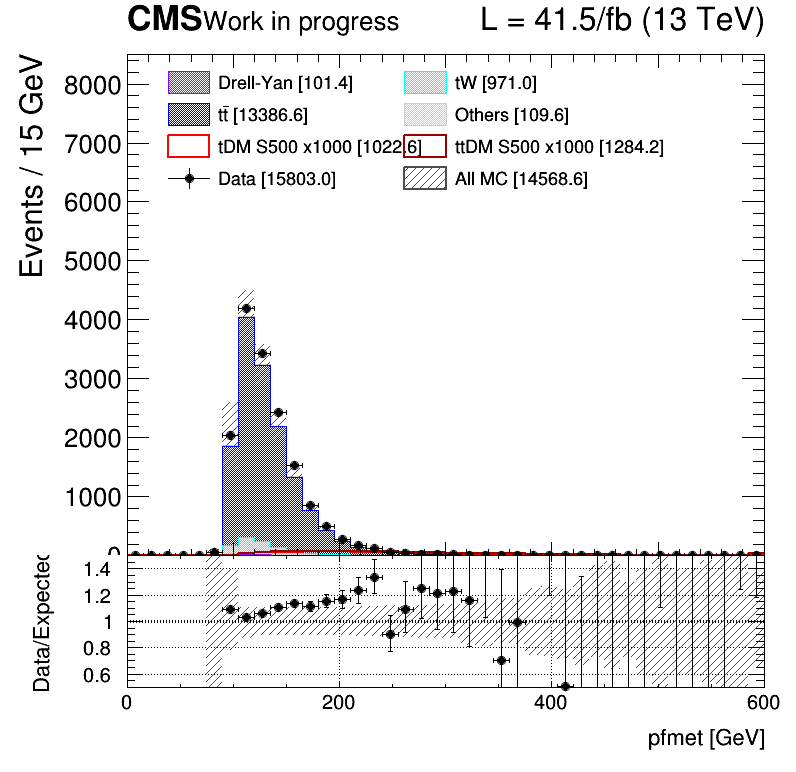 CMS Work in progress L = 41.5/fb (13 TeV)
Events / 15 GeV
8000
7000
6000
5000
4000
3000
2000
1000
0
Drell-Yan [101.4] tW [971.0]
tt̄ [13386.6] Others [109.6]
tDM S500 x1000 [1022.6] ttDM S500 x1000 [1284.2]
Data [15803.0] All MC [14568.6]
Data/Expected
1.4
1.2
1
0.8
0.6
0 200 400 600
pfmet [GeV]